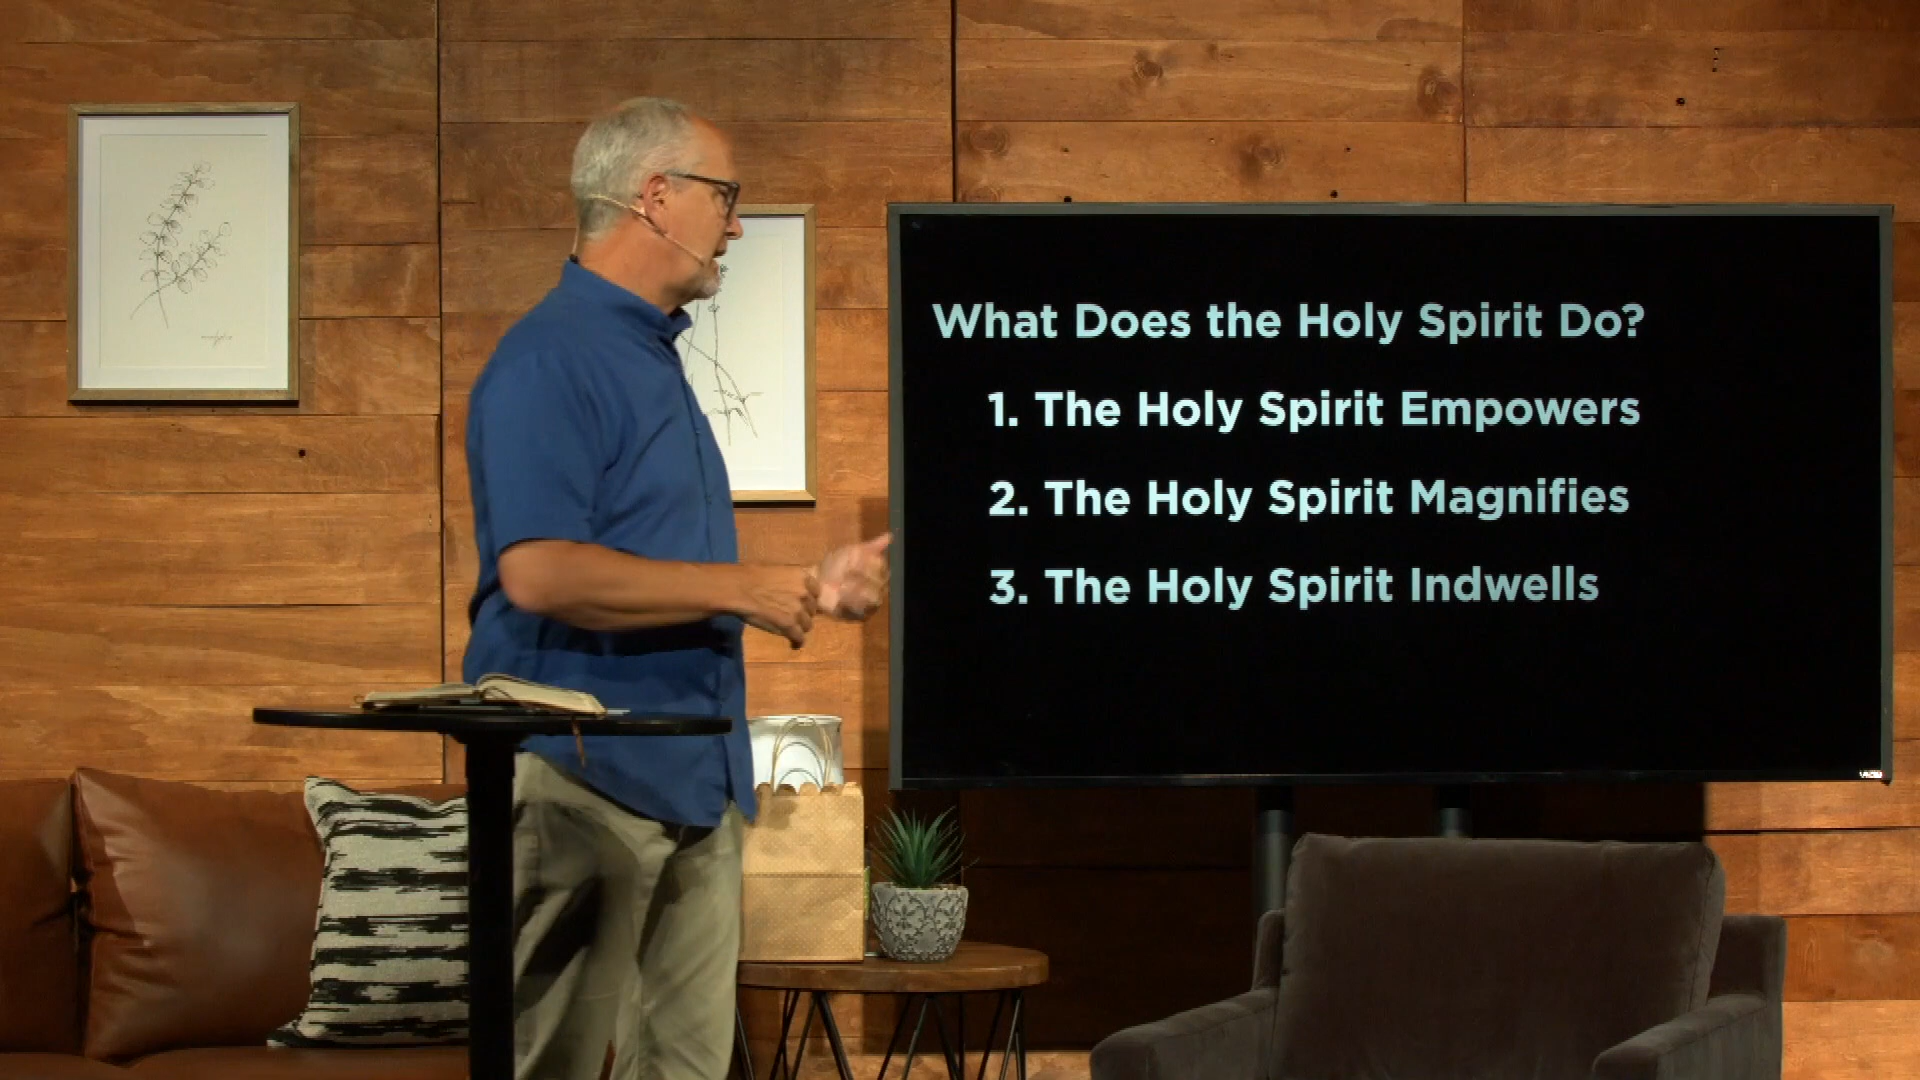 What Does the Holy Spirit Do?
1. The Holy Spirit Empowers
2. The Holy Spirit Magnifies
3. The Holy Spirit Indwells